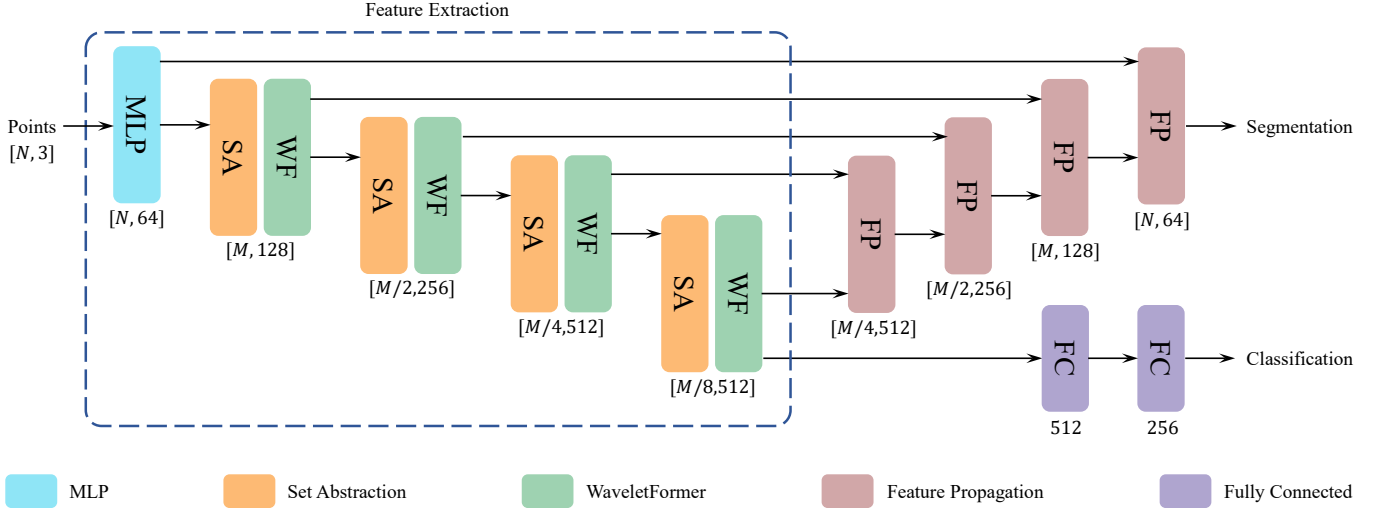 Feature Extraction
Points
[N, 3]
MLP
[N, 64]
SA
WF
[M, 128]
SA
WF
[M/2,256]
SA
WF
[M/4,512]
SA
WF
[M/8,512]
FP
[M/4,512]
FP
[M/2,256]
FP
[M, 128]
FP
[N, 64]
Segmentation
FC
512
FC
256
Classification
MLP
Set Abstraction
WaveletFormer
Feature Propagation
Fully Connected